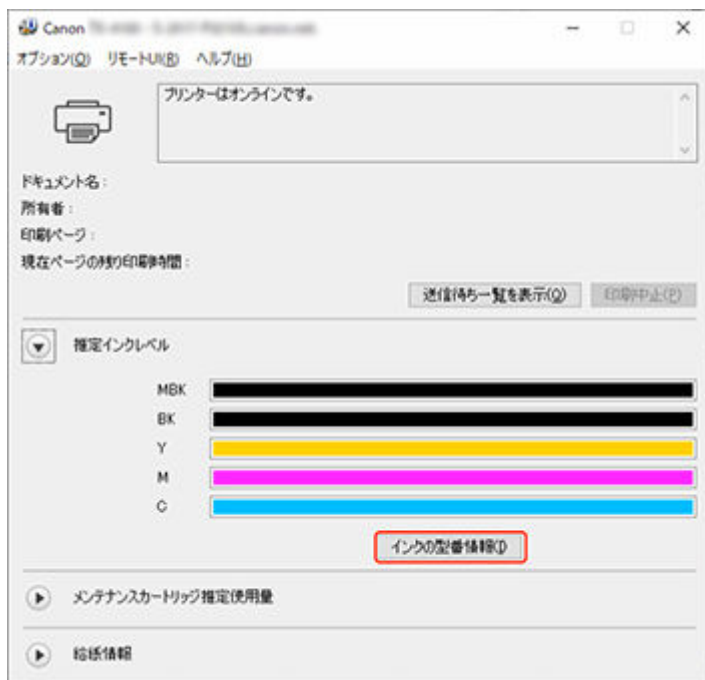 Canon
オプション(O) リモートUI(R) ヘルプ(H)
プリンターはオンラインです。
ドキュメント名:
所有者:
印刷ページ:
現在ページの残り印刷時間:
送信待ち一覧を表示(Q) 印刷中止(P)
推定インクレベル
MBK
BK
Y
M
C
インクの型番情報(I)
メンテナンスカートリッジ推定使用量
給紙情報